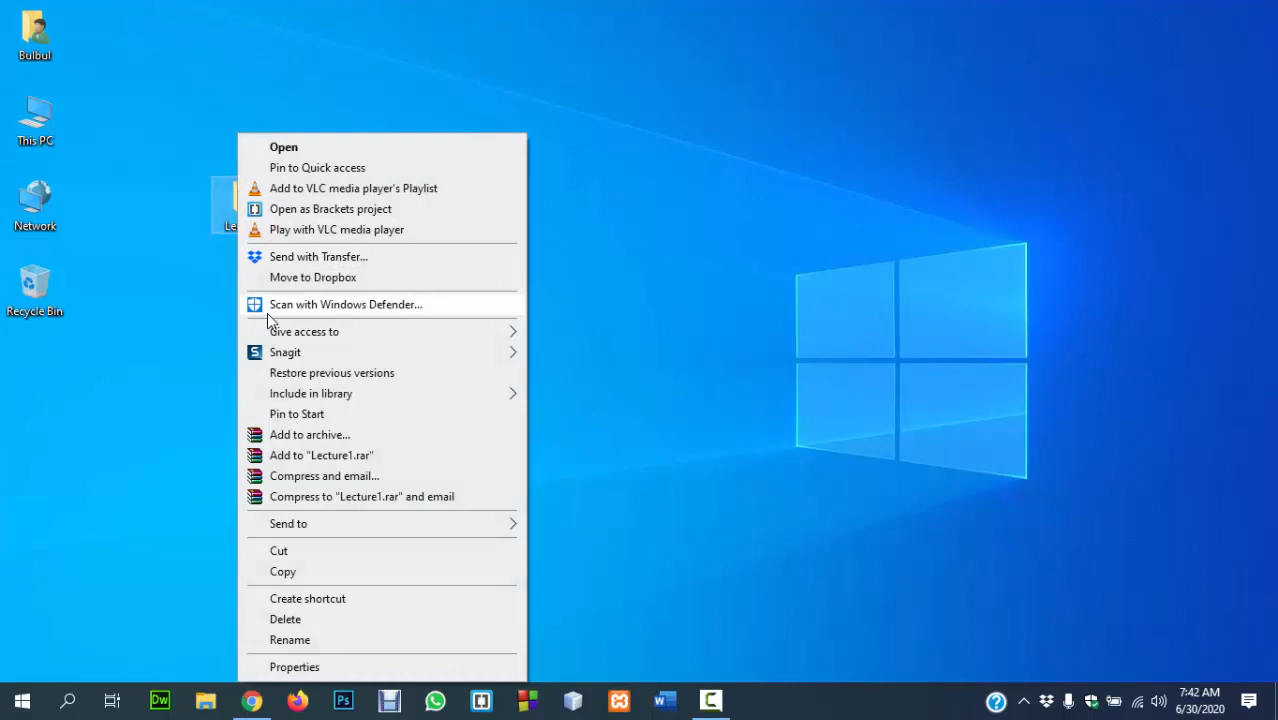 Bulbul
This PC
Network
Recycle Bin
Open
Pin to Quick access
Add to VLC media player's Playlist
Open as Brackets project
Play with VLC media player
Send with Transfer...
Move to Dropbox
Scan with Windows Defender...
Give access to
Snagit
Restore previous versions
Include in library
Pin to Start
Add to archive...
Add to "Lecture1.rar"
Compress and email...
Compress to "Lecture1.rar" and email
Send to
Cut
Copy
Create shortcut
Delete
Rename
Properties
Le
Dw
Ps
7:42 AM
6/30/2020